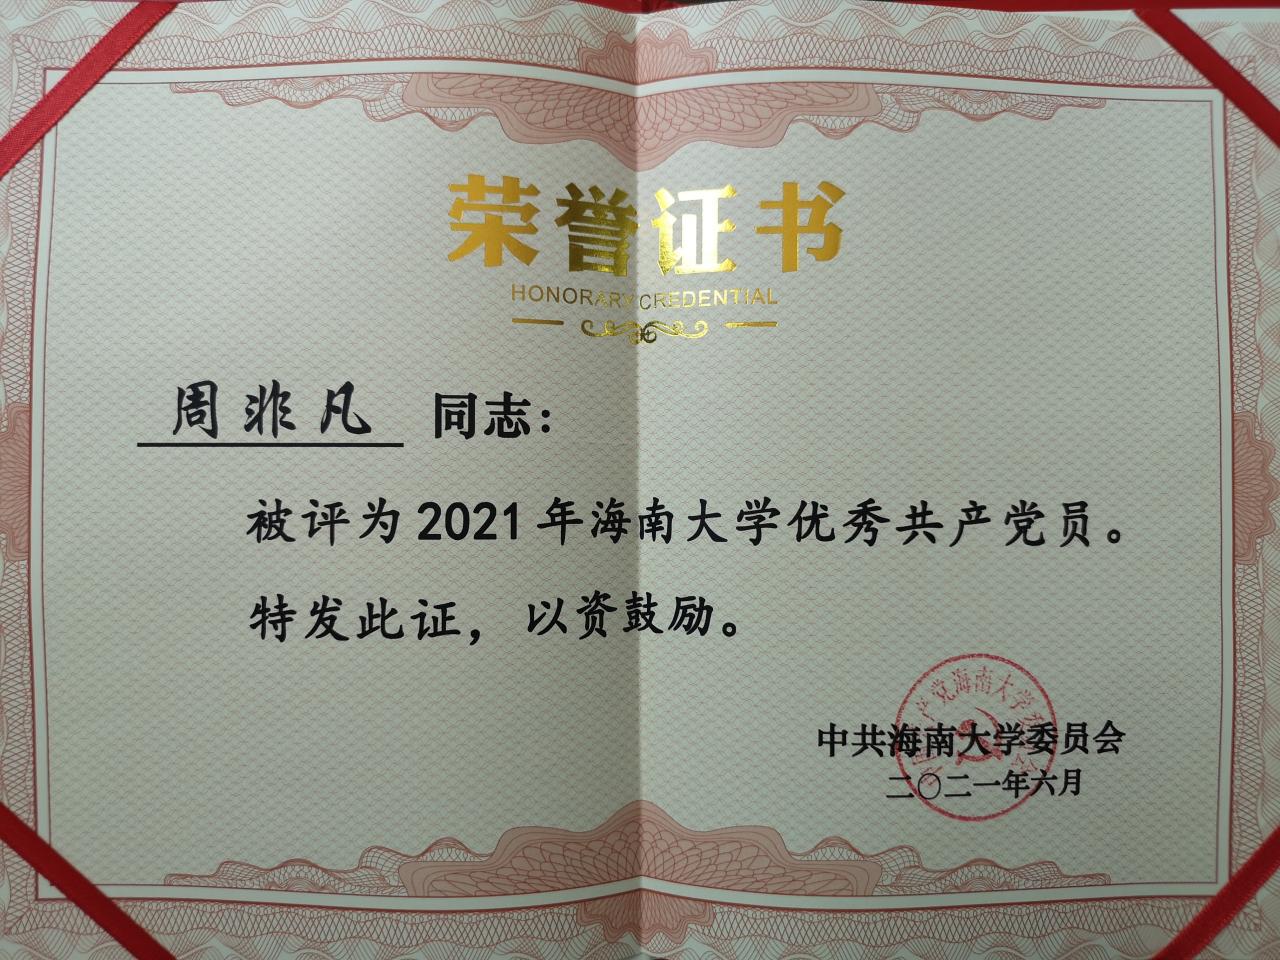 荣誉证书
HONORARY CREDENTIAL
周非凡 同志：
被评为2021年海南大学优秀共产党员。
特发此证，以资鼓励。
中共海南大学委员会
二〇二一年六月